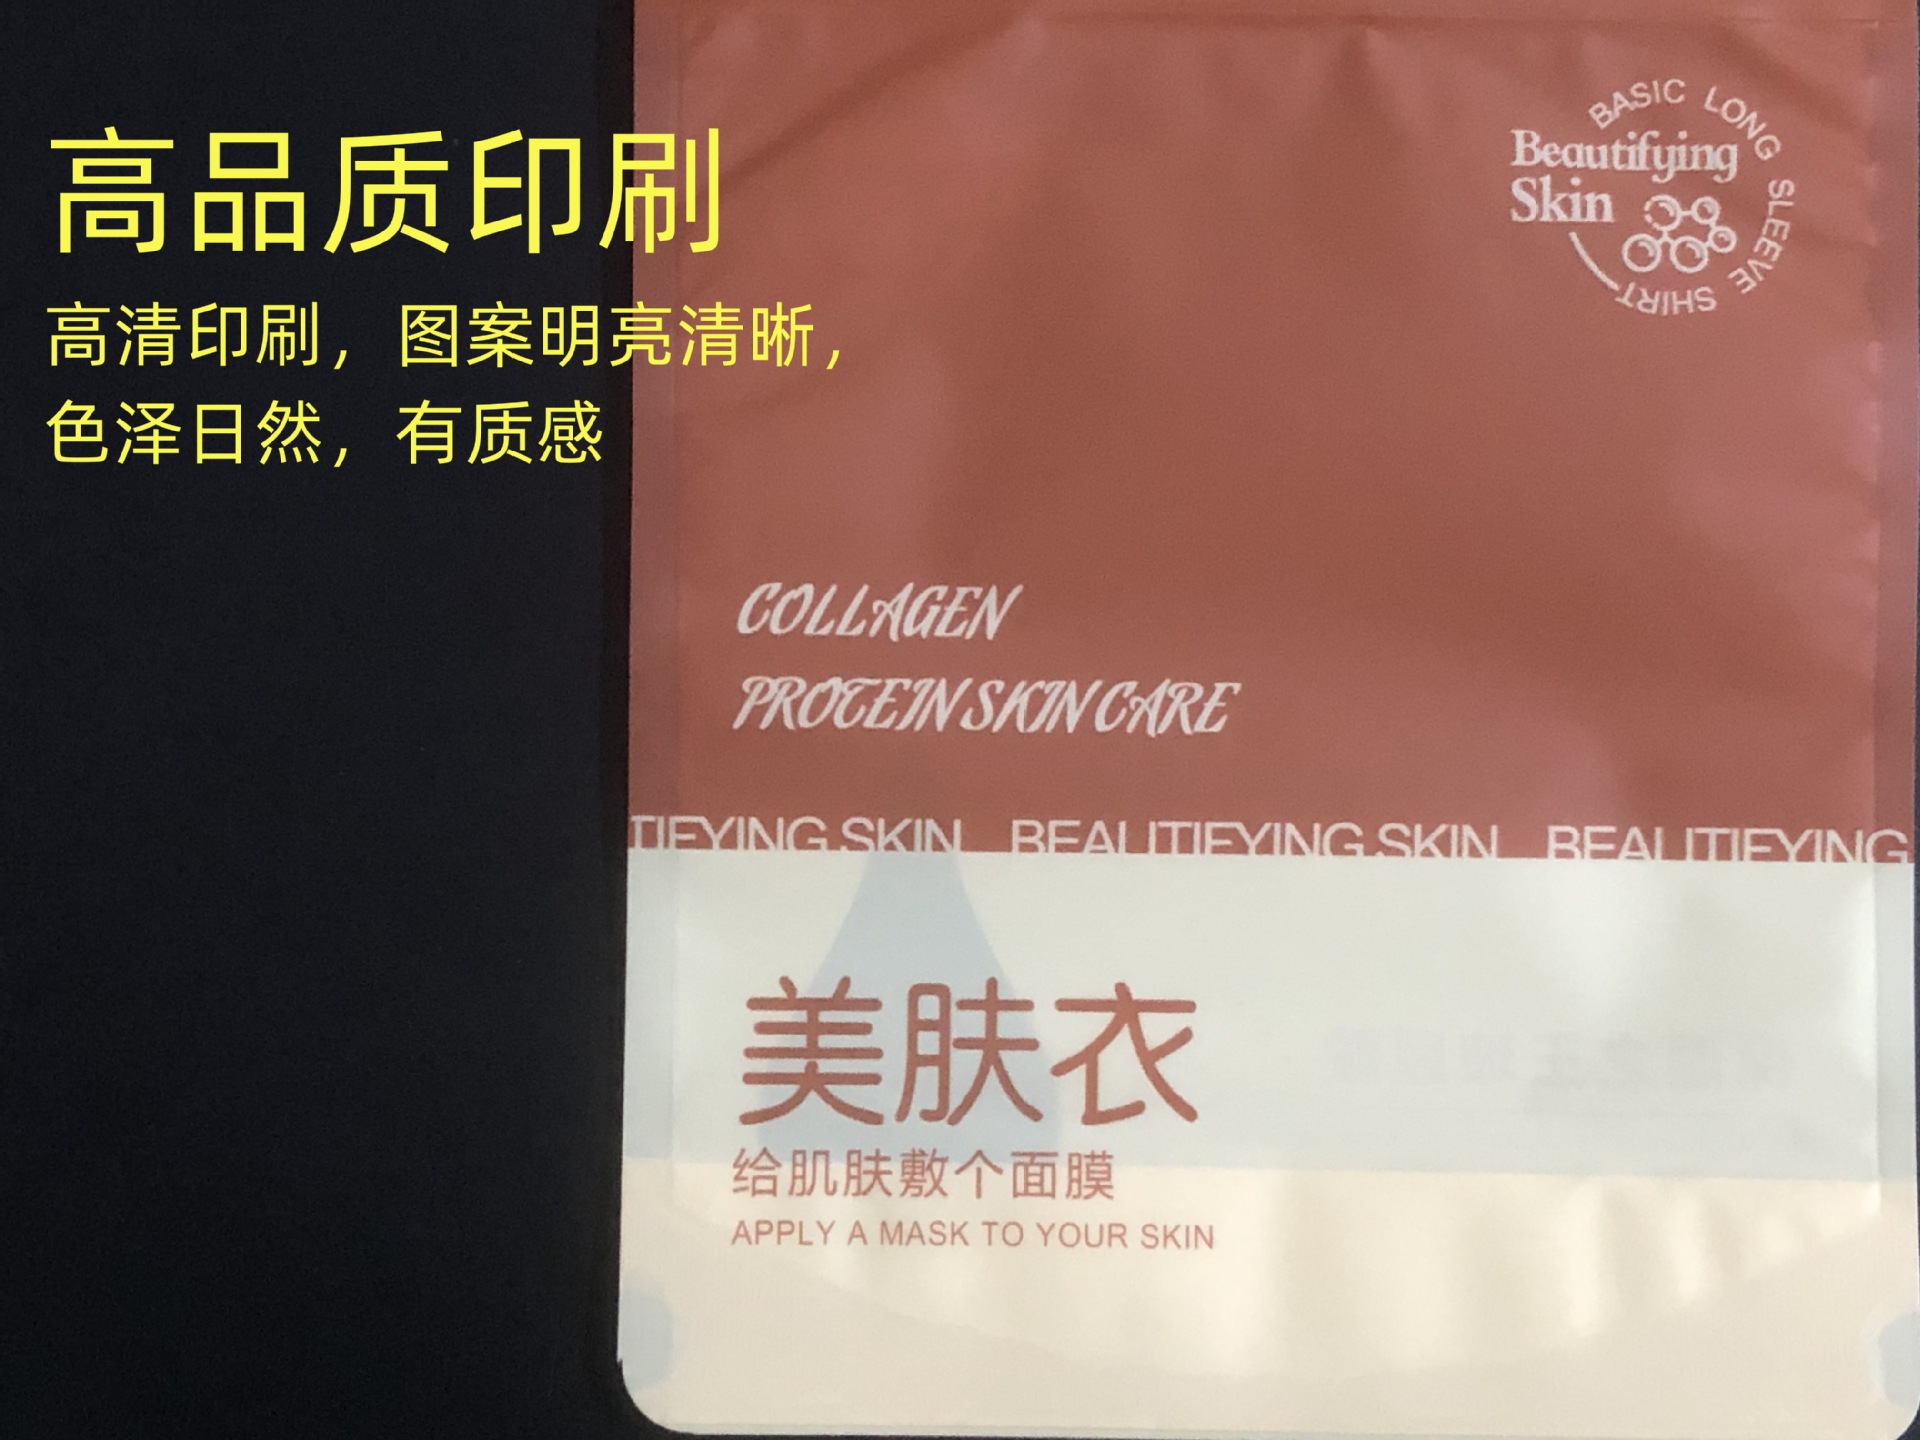 高品质印刷
高清印刷，图案明亮清晰，
色泽日然，有质感
BASIC LONG SLEEVE SHIRT
Beautifying
Skin
COLLAGEN
PROTEIN SKIN CARE
TIFYING SKIN BEAUTIFYING SKIN BEAUTIFYING
美肤衣
给肌肤敷个面膜
APPLY A MASK TO YOUR SKIN